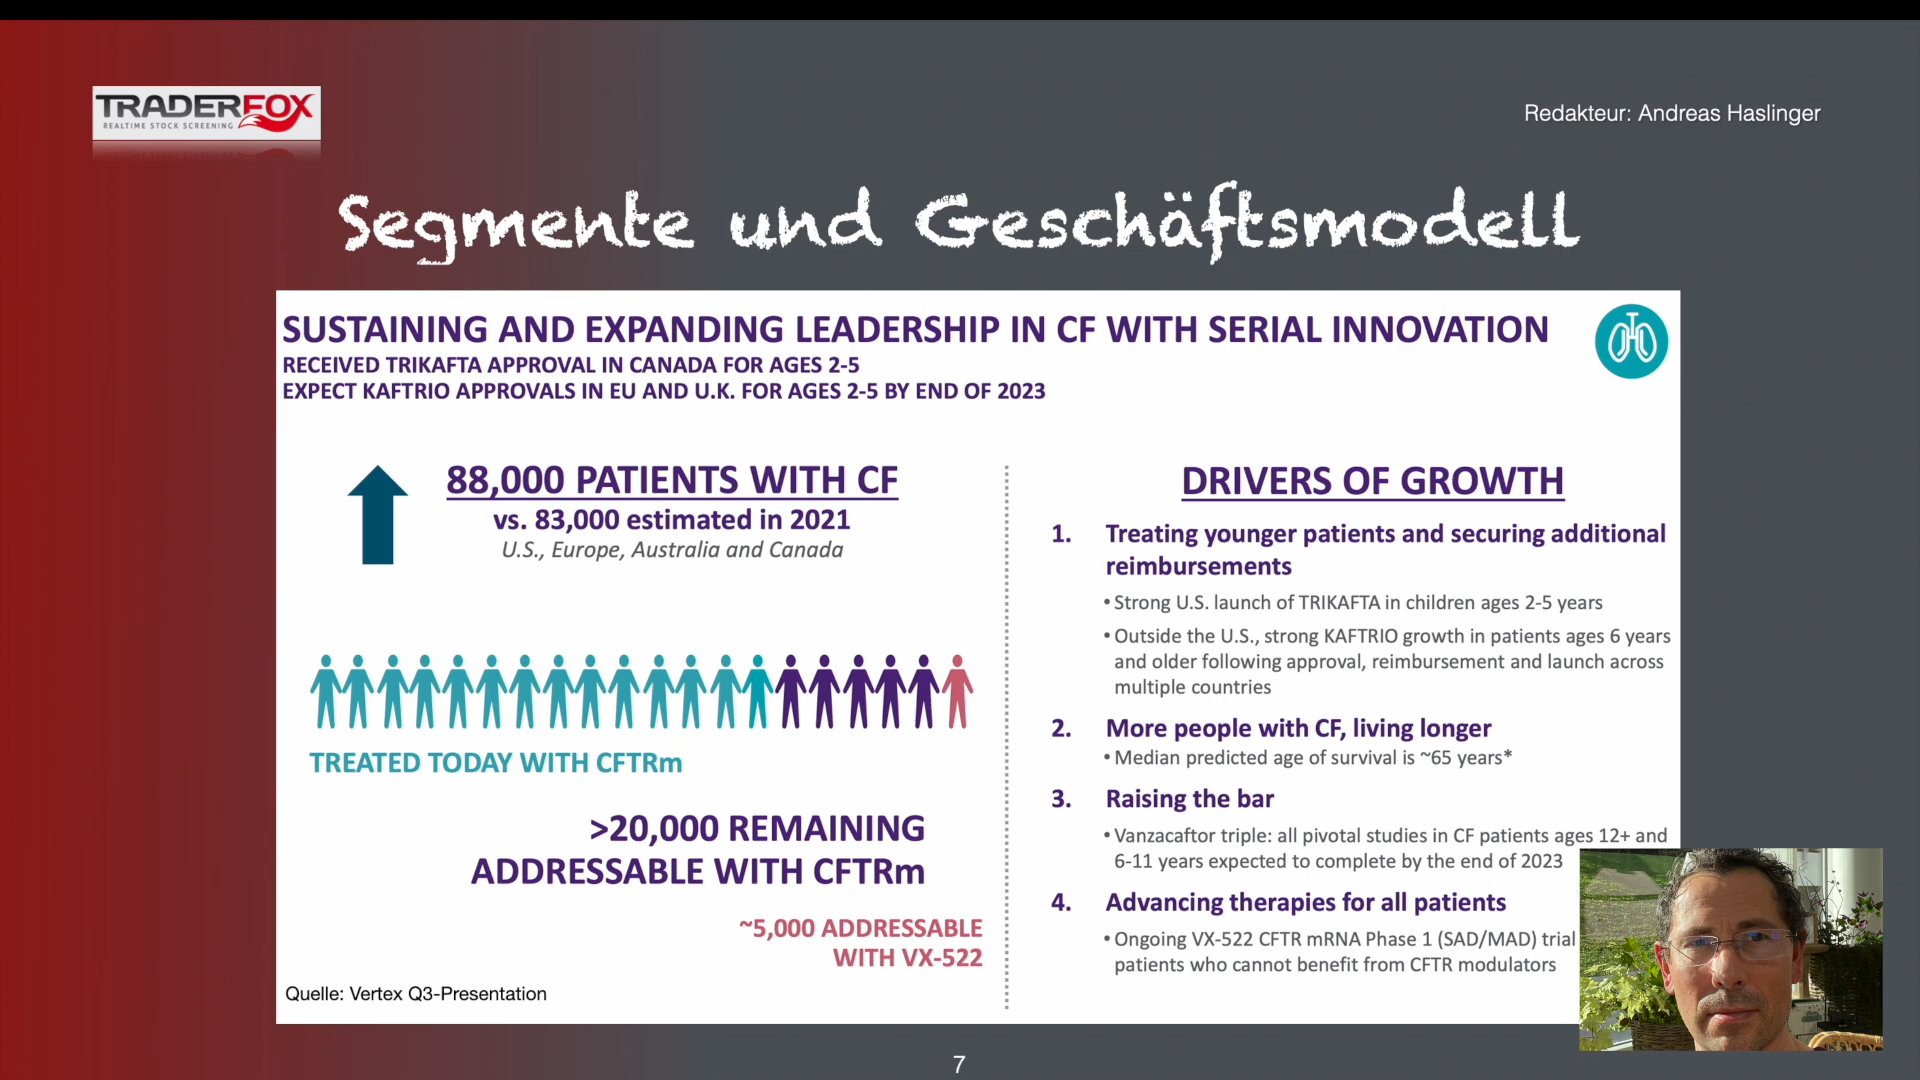 TRADERFOX
REALTIME STOCK SCREENING
Redakteur: Andreas Haslinger
Segmente und Geschäftsmodell
SUSTAINING AND EXPANDING LEADERSHIP IN CF WITH SERIAL INNOVATION
RECEIVED TRIKAFTA APPROVAL IN CANADA FOR AGES 2-5
EXPECT KAFTRIO APPROVALS IN EU AND U.K. FOR AGES 2-5 BY END OF 2023
88,000 PATIENTS WITH CF
vs. 83,000 estimated in 2021
U.S., Europe, Australia and Canada
TREATED TODAY WITH CFTRm
>20,000 REMAINING
ADDRESSABLE WITH CFTRm
~5,000 ADDRESSABLE
WITH VX-522
Quelle: Vertex Q3-Presentation
DRIVERS OF GROWTH
1. Treating younger patients and securing additional
reimbursements
• Strong U.S. launch of TRIKAFTA in children ages 2-5 years
• Outside the U.S., strong KAFTRIO growth in patients ages 6 years
and older following approval, reimbursement and launch across
multiple countries
2. More people with CF, living longer
• Median predicted age of survival is ~65 years*
3. Raising the bar
• Vanzacaftor triple: all pivotal studies in CF patients ages 12+ and
6-11 years expected to complete by the end of 2023
4. Advancing therapies for all patients
• Ongoing VX-522 CFTR mRNA Phase 1 (SAD/MAD) trial
patients who cannot benefit from CFTR modulators
7